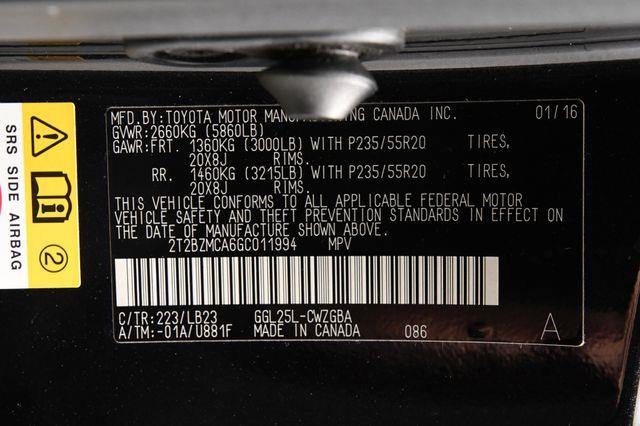 MFD.BY:TOYOTA MOTOR MANUFACTURING CANADA INC. 01/16
GVWR:2660KG (5860LB)
GAWR:FRT. 1360KG (3000LB) WITH P235/55R20 TIRES,
20X8J RIMS.
RR. 1460KG (3215LB) WITH P235/55R20 TIRES,
20X8J RIMS.
THIS VEHICLE CONFORMS TO ALL APPLICABLE FEDERAL MOTOR
VEHICLE SAFETY AND THEFT PREVENTION STANDARDS IN EFFECT ON
THE DATE OF MANUFACTURE SHOWN ABOVE.
2T2BZMCA6GC011994 MPV
C/TR:223/LB23 GGL25L-CWZGBA
A/TM:-01A/U881F MADE IN CANADA 086 A
SRS SIDE AIRBAG
2